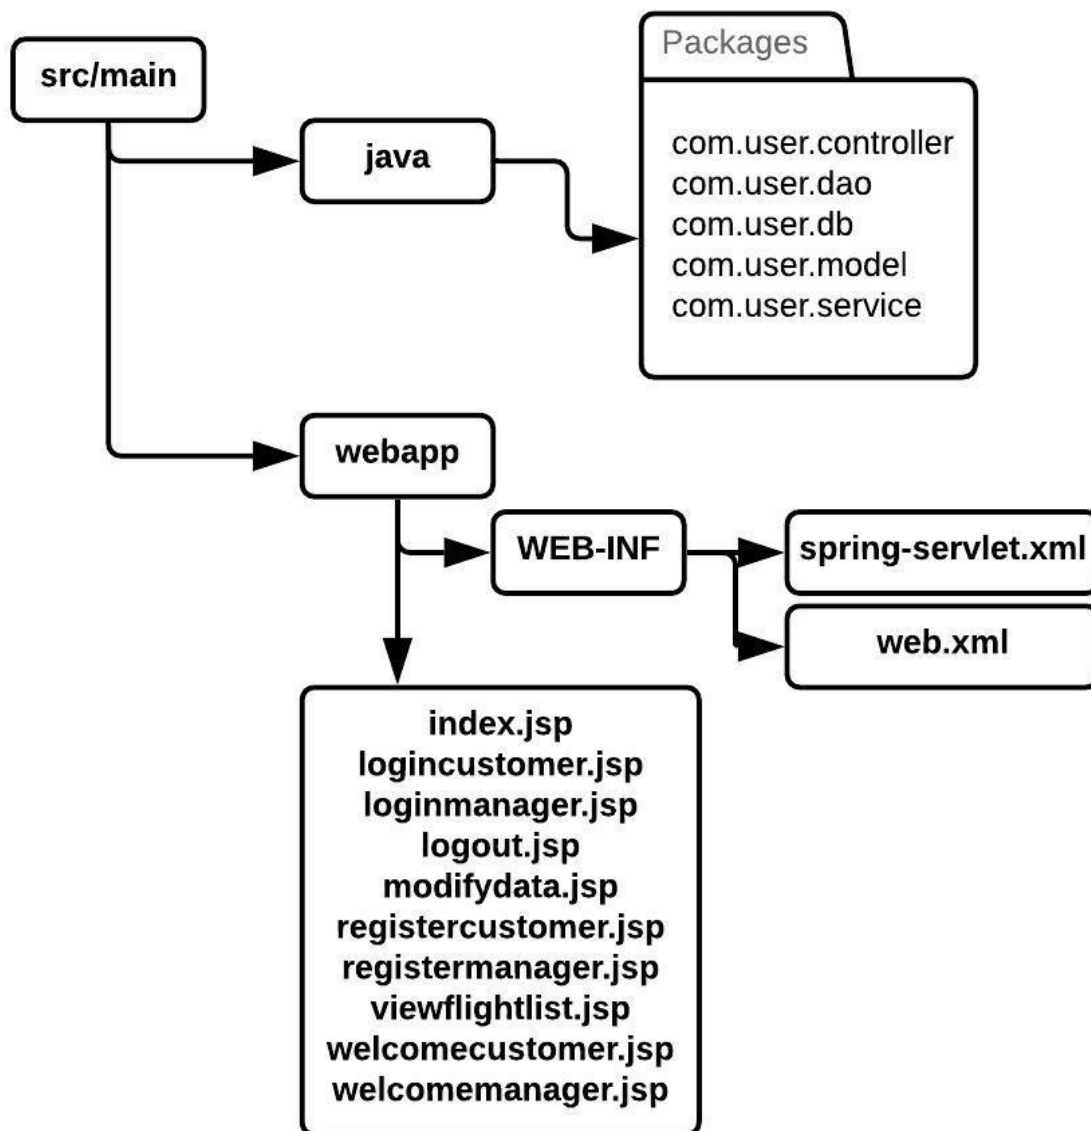 src/main
java
Packages
com.user.controller
com.user.dao
com.user.db
com.user.model
com.user.service
webapp
WEB-INF
spring-servlet.xml
web.xml
index.jsp
logincustomer.jsp
loginmanager.jsp
logout.jsp
modifydata.jsp
registercustomer.jsp
registermanager.jsp
viewflightlist.jsp
welcomecustomer.jsp
welcomemanager.jsp